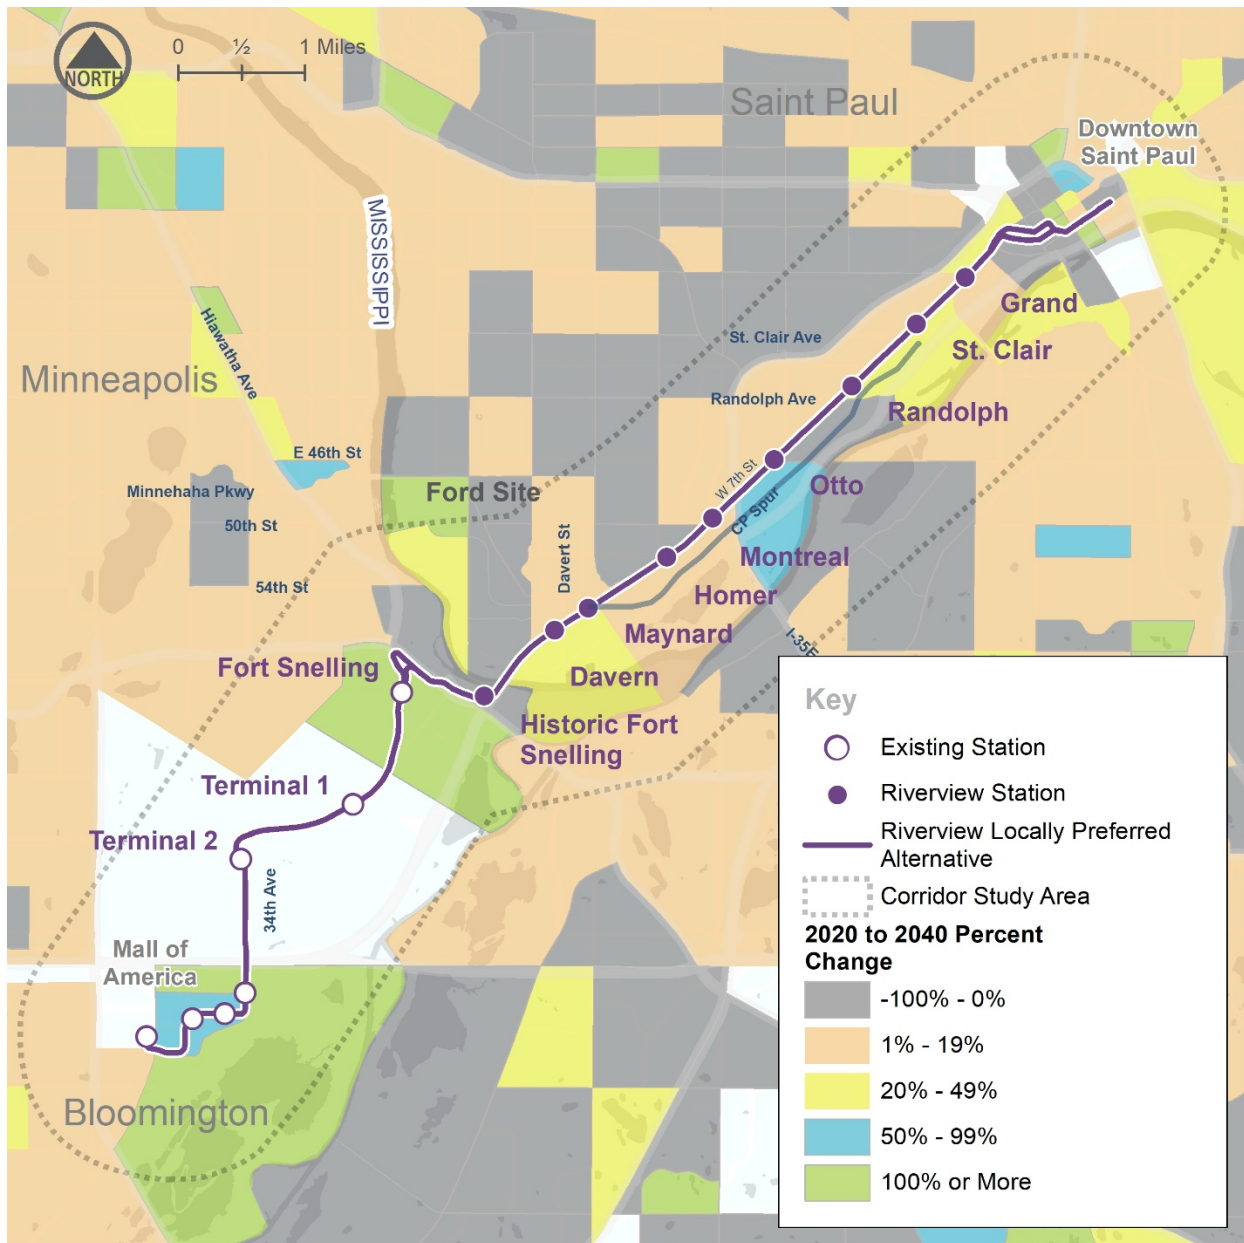 0 ½ 1 Miles
NORTH
Saint Paul
Downtown
Saint Paul
MISSISSIPPI
Grand
Hiawatha Ave
St. Clair Ave
St. Clair
Minneapolis
Randolph Ave
Randolph
E 46th St
W 7th St
Otto
Minnehaha Pkwy
Ford Site
50th St
CP Spur
Montreal
54th St
Davert St
Homer
Maynard
I-35E
Fort Snelling
Davern
Historic Fort
Snelling
Terminal 1
Terminal 2
34th Ave
Mall of
America
Bloomington
Key
Existing Station
Riverview Station
Riverview Locally Preferred
Alternative
Corridor Study Area
2020 to 2040 Percent
Change
-100% - 0%
1% - 19%
20% - 49%
50% - 99%
100% or More